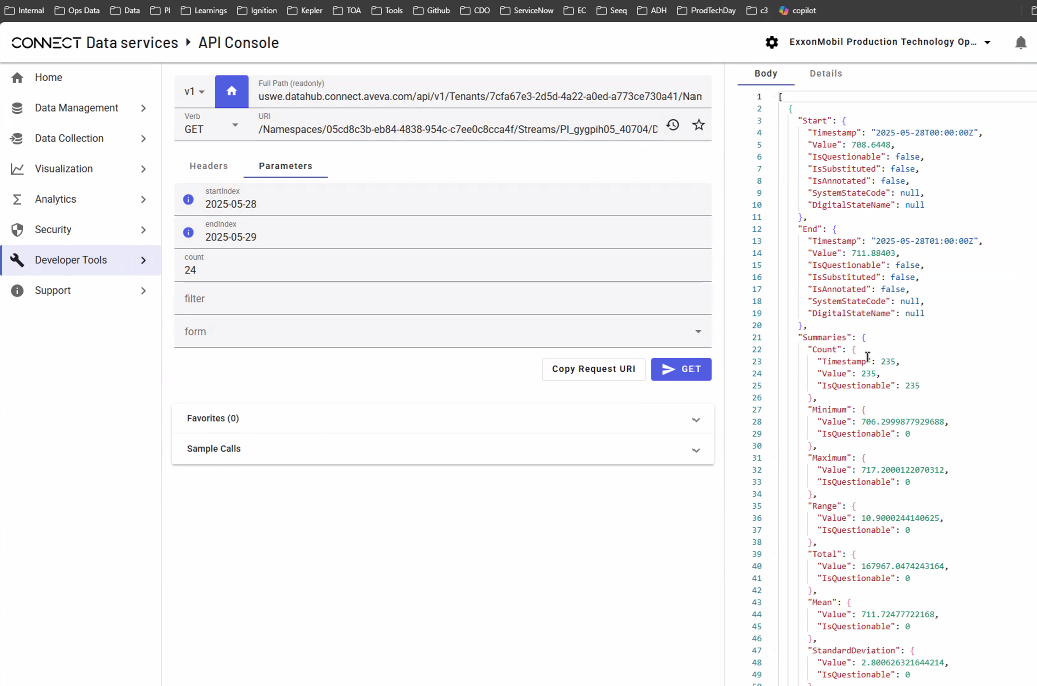 Internal Ops Data Data PI Learnings Ignition Kepler TOA Tools Github CDO ServiceNow EC Seeq ADH ProdTechDay c3 copilot
CONNECT Data services API Console
ExxonMobil Production Technology Op…
Home
Data Management
Data Collection
Visualization
Analytics
Security
Developer Tools
Support
v1
Full Path (readonly)
uswe.datahub.connect.aveva.com/api/v1/Tenants/7cfa67e3-2d5d-4a22-a0ed-a773ce730a41/Nan
Verb
GET
URI
/Namespaces/05cd8c3b-eb84-4838-954c-c7ee0c8cca4f/Streams/PI_gygpih05_40704/D
Headers Parameters
startIndex
2025-05-28
endIndex
2025-05-29
count
24
filter
form
Copy Request URI GET
Favorites (0)
Sample Calls
Body Details
1 [
2 {
3 "Start": {
4 "Timestamp": "2025-05-28T00:00:00Z",
5 "Value": 708.6448,
6 "IsQuestionable": false,
7 "IsSubstituted": false,
8 "IsAnnotated": false,
9 "SystemStateCode": null,
10 "DigitalStateName": null
11 },
12 "End": {
13 "Timestamp": "2025-05-28T01:00:00Z",
14 "Value": 711.88403,
15 "IsQuestionable": false,
16 "IsSubstituted": false,
17 "IsAnnotated": false,
18 "SystemStateCode": null,
19 "DigitalStateName": null
20 },
21 "Summaries": {
22 "Count": {
23 "Timestamp": 235,
24 "Value": 235,
25 "IsQuestionable": 235
26 },
27 "Minimum": {
28 "Value": 706.2999877929688,
29 "IsQuestionable": 0
30 },
31 "Maximum": {
32 "Value": 717.2000122070312,
33 "IsQuestionable": 0
34 },
35 "Range": {
36 "Value": 10.9000244140625,
37 "IsQuestionable": 0
38 },
39 "Total": {
40 "Value": 167967.0474243164,
41 "IsQuestionable": 0
42 },
43 "Mean": {
44 "Value": 711.72477722168,
45 "IsQuestionable": 0
46 },
47 "StandardDeviation": {
48 "Value": 2.800626321644214,
49 "IsQuestionable": 0